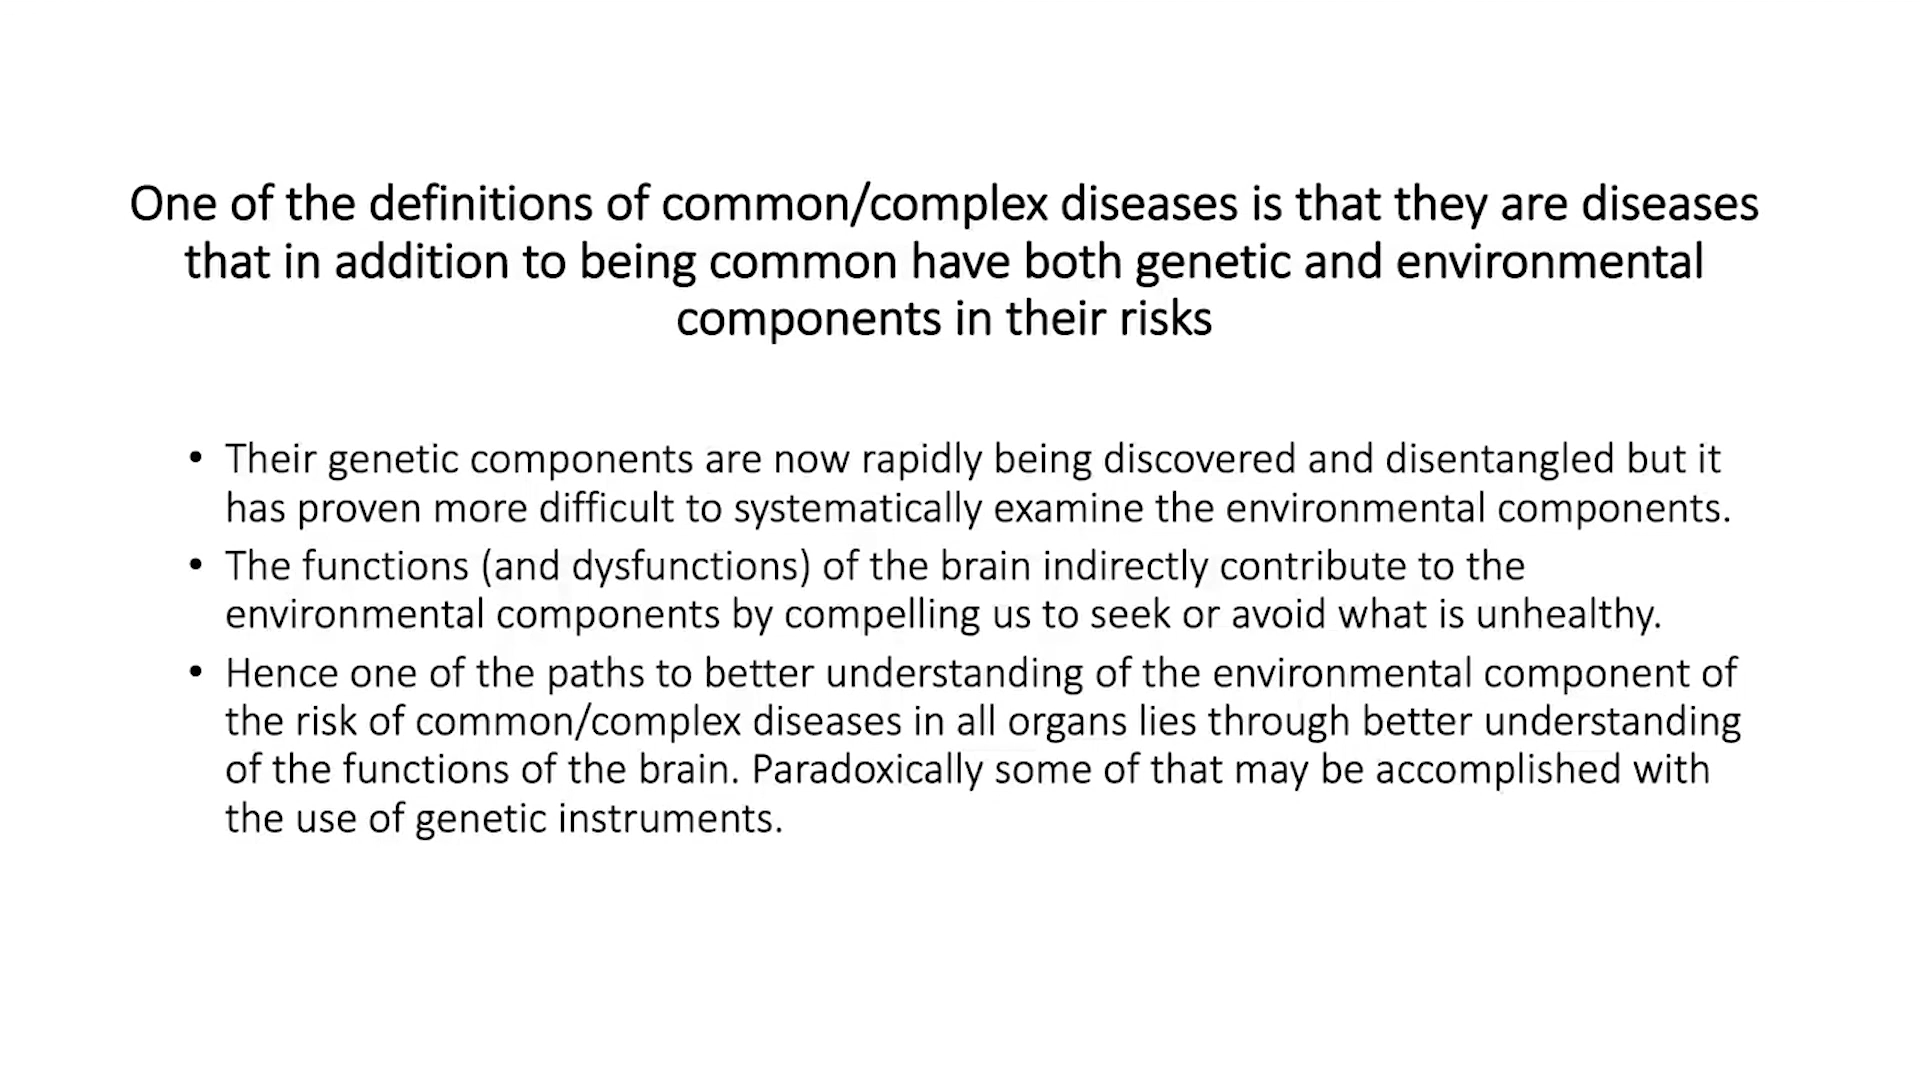 One of the definitions of common/complex diseases is that they are diseases
that in addition to being common have both genetic and environmental
components in their risks
• Their genetic components are now rapidly being discovered and disentangled but it
has proven more difficult to systematically examine the environmental components.
• The functions (and dysfunctions) of the brain indirectly contribute to the
environmental components by compelling us to seek or avoid what is unhealthy.
• Hence one of the paths to better understanding of the environmental component of
the risk of common/complex diseases in all organs lies through better understanding
of the functions of the brain. Paradoxically some of that may be accomplished with
the use of genetic instruments.